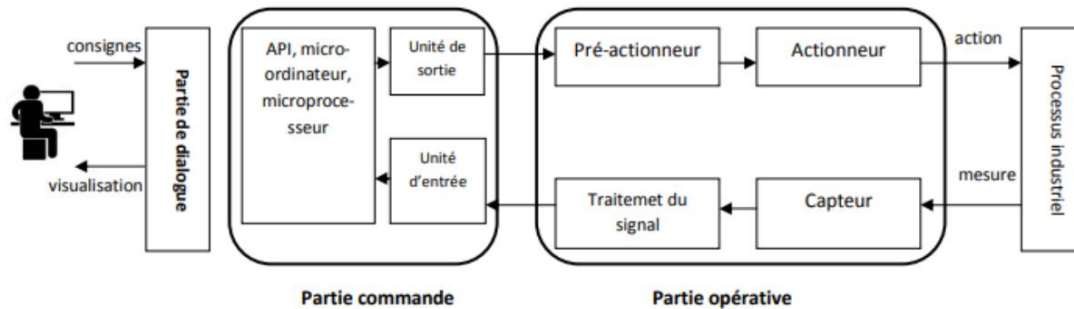 consignes
visualisation
Partie de dialogue
API, micro-
ordinateur,
microproce-
sseur
Unité de
sortie
Unité
d'entrée
Partie commande
Pré-actionneur
Actionneur
Traitemet du
signal
Capteur
Partie opérative
action
mesure
Processus industriel